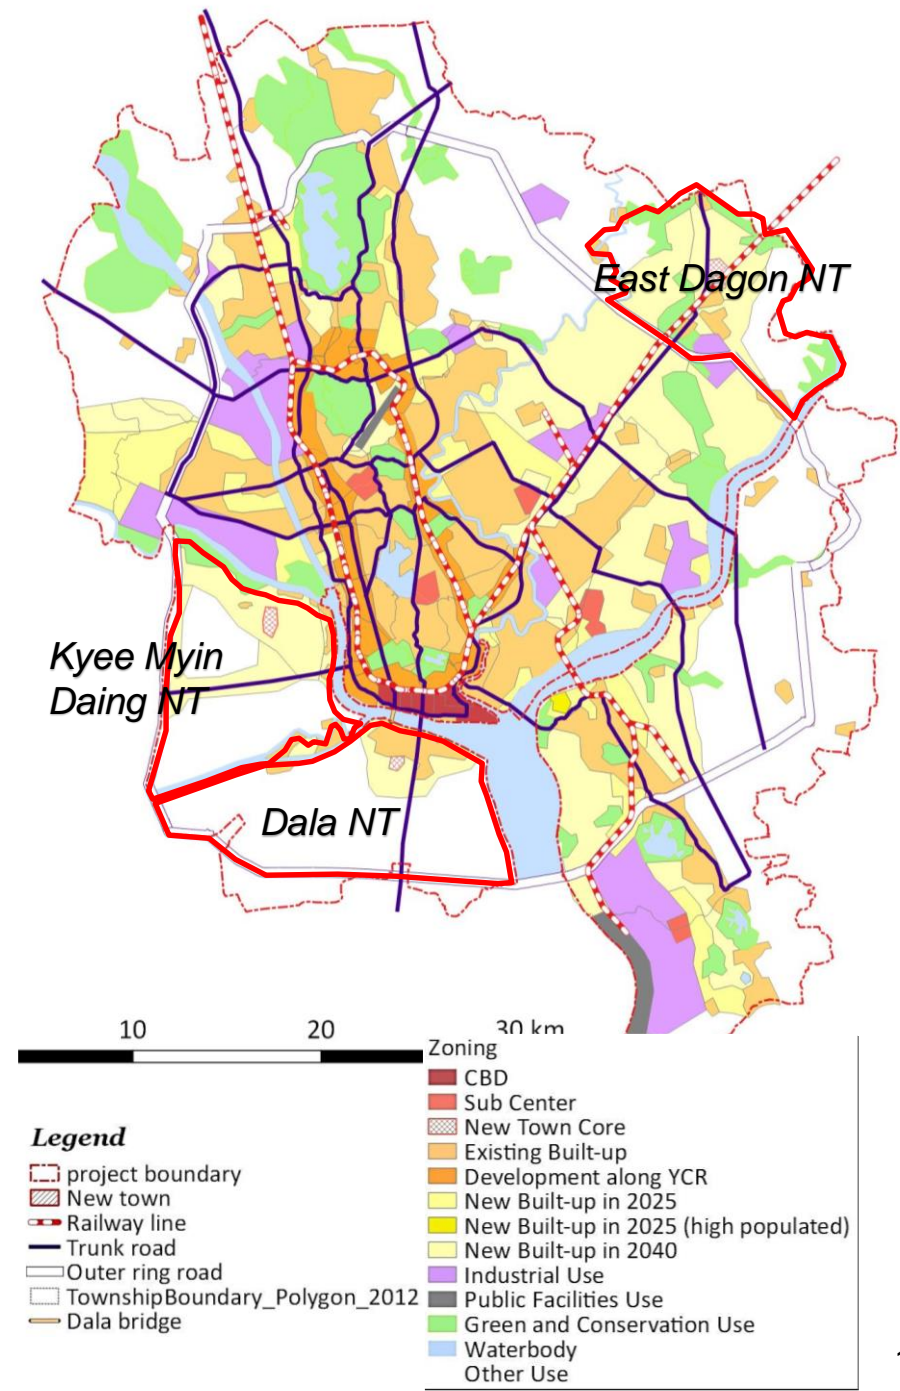 East Dagon NT
Kyee Myin
Daing NT
Dala NT
10 20 30 km
Legend
project boundary
New town
Railway line
Trunk road
Outer ring road
TownshipBoundary_Polygon_2012
Dala bridge
Zoning
CBD
Sub Center
New Town Core
Existing Built-up
Development along YCR
New Built-up in 2025
New Built-up in 2025 (high populated)
New Built-up in 2040
Industrial Use
Public Facilities Use
Green and Conservation Use
Waterbody
Other Use